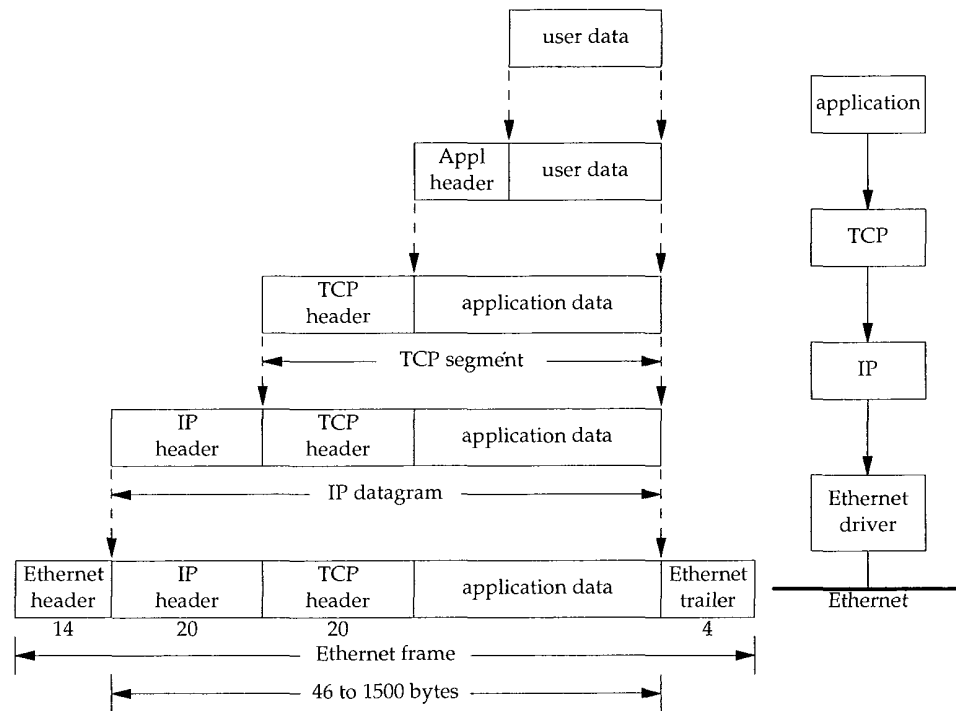 user data
application
Appl
header
user data
TCP
TCP
header
application data
TCP segment
IP
IP
header
TCP
header
application data
IP datagram
Ethernet
driver
Ethernet
header
IP
header
TCP
header
application data
Ethernet
trailer
Ethernet
14
20
20
4
Ethernet frame
46 to 1500 bytes